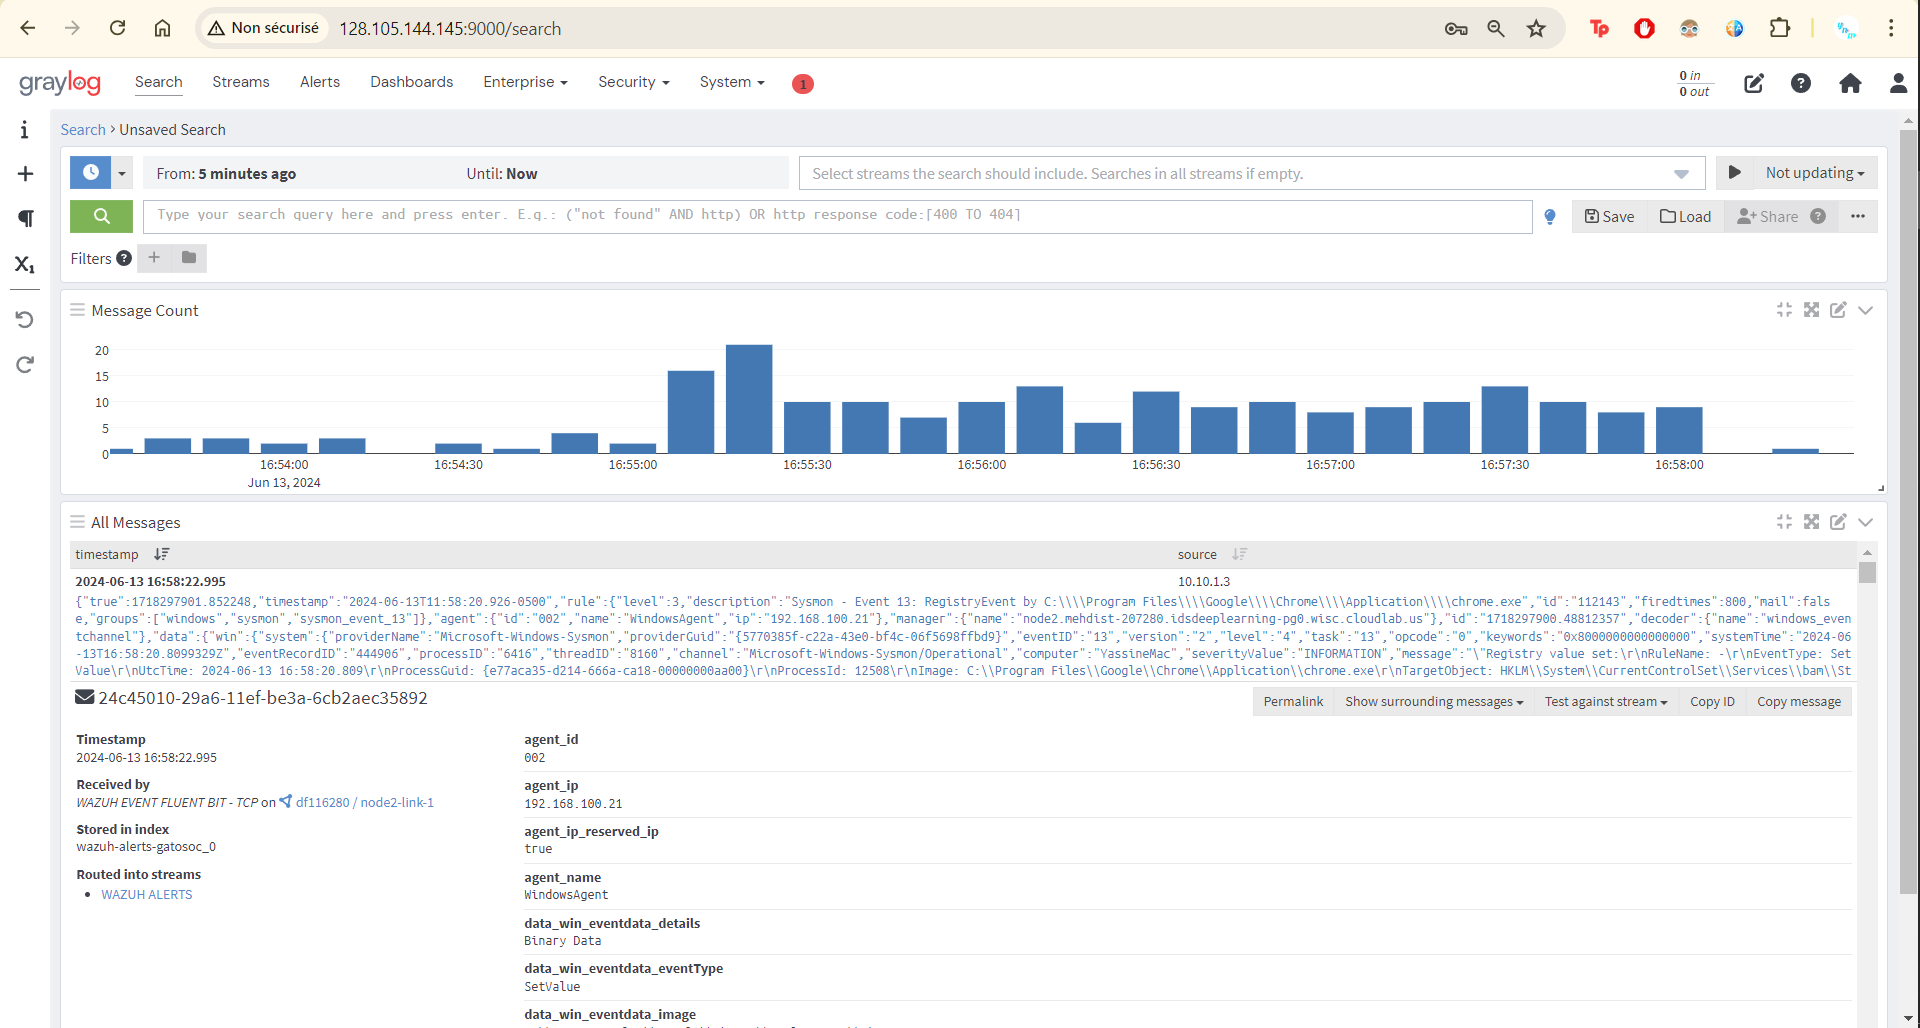 Non sécurisé 128.105.144.145:9000/search
graylog Search Streams Alerts Dashboards Enterprise Security System 1 0 in
0 out
Search > Unsaved Search
From: 5 minutes ago Until: Now Select streams the search should include. Searches in all streams if empty. Not updating
Type your search query here and press enter. E.g.: ("not found" AND http) OR http_response_code:[400 TO 404] Save Load Share ? ...
Filters ? +
Message Count
20
15
10
5
0
16:54:00 16:54:30 16:55:00 16:55:30 16:56:00 16:56:30 16:57:00 16:57:30 16:58:00
Jun 13, 2024
All Messages
timestamp source
2024-06-13 16:58:22.995 10.10.1.3
{"true":1718297901.852248,"timestamp":"2024-06-13T11:58:20.926-0500","rule":{"level":3,"description":"Sysmon - Event 13: RegistryEvent by C:\\\\Program Files\\\\Google\\\\Chrome\\\\Application\\\\chrome.exe","id":"112143","firedtimes":800,"mail":fals
e,"groups":["windows","sysmon","sysmon_event_13"]},"agent":{"id":"002","name":"WindowsAgent","ip":"192.168.100.21"},"manager":{"name":"node2.mehdist-207280.idsdeeplearning-pg0.wisc.cloudlab.us"},"id":"1718297900.48812357","decoder":{"name":"windows_even
tchannel"},"data":{"win":{"system":{"providerName":"Microsoft-Windows-Sysmon","providerGuid":"{5770385f-c22a-43e0-bf4c-06f5698ffbd9}","eventID":"13","version":"2","level":"4","task":"13","opcode":"0","keywords":"0x8000000000000000","systemTime":"2024-06
-13T16:58:20.8099329Z","eventRecordID":"444906","processID":"6416","threadID":"8160","channel":"Microsoft-Windows-Sysmon/Operational","computer":"YassineMac","severityValue":"INFORMATION","message":"\"Registry value set:\r\nRuleName: -\r\nEventType: Set
Value\r\nUtcTime: 2024-06-13 16:58:20.809\r\nProcessGuid: {e77aca35-d214-666a-ca18-00000000aa00}\r\nProcessId: 12508\r\nImage: C:\\Program Files\\Google\\Chrome\\Application\\chrome.exe\r\nTargetObject: HKLM\\System\\CurrentControlSet\\Services\\bam\\St
24c45010-29a6-11ef-be3a-6cb2aec35892 Permalink Show surrounding messages Test against stream Copy ID Copy message
Timestamp
2024-06-13 16:58:22.995
Received by
WAZUH EVENT FLUENT BIT - TCP on df116280 / node2-link-1
Stored in index
wazuh-alerts-gatosoc_0
Routed into streams
• WAZUH ALERTS
agent_id
002
agent_ip
192.168.100.21
agent_ip_reserved_ip
true
agent_name
WindowsAgent
data_win_eventdata_details
Binary Data
data_win_eventdata_eventType
SetValue
data_win_eventdata_image